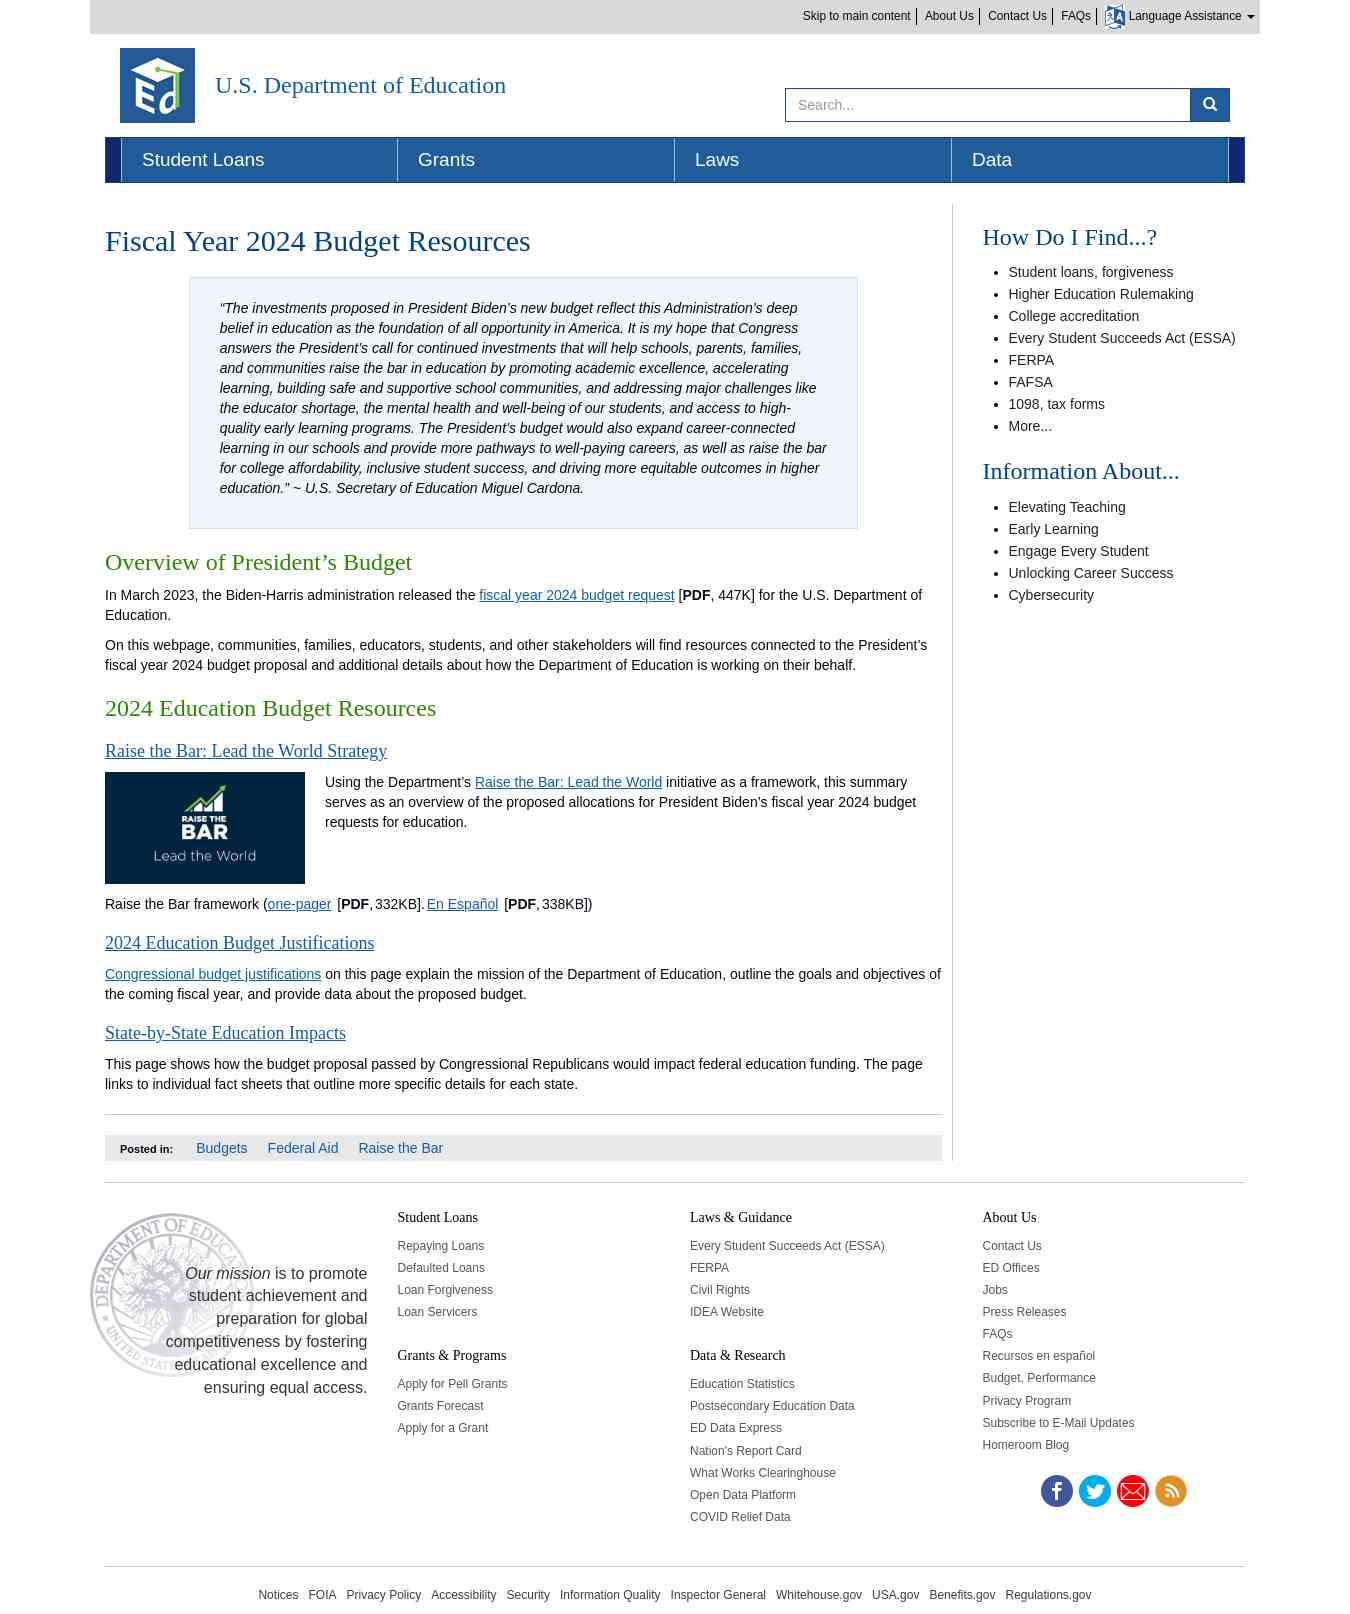 Skip to main content
About Us
Contact Us
FAQs
Language Assistance
Ed
U.S. Department of Education
Search...
Student Loans
Grants
Laws
Data
Fiscal Year 2024 Budget Resources
“The investments proposed in President Biden’s new budget reflect this Administration’s deep
belief in education as the foundation of all opportunity in America. It is my hope that Congress
answers the President’s call for continued investments that will help schools, parents, families,
and communities raise the bar in education by promoting academic excellence, accelerating
learning, building safe and supportive school communities, and addressing major challenges like
the educator shortage, the mental health and well-being of our students, and access to high-
quality early learning programs. The President’s budget would also expand career-connected
learning in our schools and provide more pathways to well-paying careers, as well as raise the bar
for college affordability, inclusive student success, and driving more equitable outcomes in higher
education.” ~ U.S. Secretary of Education Miguel Cardona.
Overview of President’s Budget
In March 2023, the Biden-Harris administration released the fiscal year 2024 budget request [PDF, 447K] for the U.S. Department of
Education.
On this webpage, communities, families, educators, students, and other stakeholders will find resources connected to the President’s
fiscal year 2024 budget proposal and additional details about how the Department of Education is working on their behalf.
2024 Education Budget Resources
Raise the Bar: Lead the World Strategy
RAISE THE
BAR
Lead the World
Using the Department’s Raise the Bar: Lead the World initiative as a framework, this summary
serves as an overview of the proposed allocations for President Biden’s fiscal year 2024 budget
requests for education.
Raise the Bar framework (one-pager [PDF, 332KB]. En Español [PDF, 338KB])
2024 Education Budget Justifications
Congressional budget justifications on this page explain the mission of the Department of Education, outline the goals and objectives of
the coming fiscal year, and provide data about the proposed budget.
State-by-State Education Impacts
This page shows how the budget proposal passed by Congressional Republicans would impact federal education funding. The page
links to individual fact sheets that outline more specific details for each state.
Posted in: Budgets Federal Aid Raise the Bar
How Do I Find...?
Student loans, forgiveness
Higher Education Rulemaking
College accreditation
Every Student Succeeds Act (ESSA)
FERPA
FAFSA
1098, tax forms
More...
Information About...
Elevating Teaching
Early Learning
Engage Every Student
Unlocking Career Success
Cybersecurity
DEPARTMENT OF EDUCA
UNITED STA
Our mission is to promote
student achievement and
preparation for global
competitiveness by fostering
educational excellence and
ensuring equal access.
Student Loans
Repaying Loans
Defaulted Loans
Loan Forgiveness
Loan Servicers
Grants & Programs
Apply for Pell Grants
Grants Forecast
Apply for a Grant
Laws & Guidance
Every Student Succeeds Act (ESSA)
FERPA
Civil Rights
IDEA Website
Data & Research
Education Statistics
Postsecondary Education Data
ED Data Express
Nation's Report Card
What Works Clearinghouse
Open Data Platform
COVID Relief Data
About Us
Contact Us
ED Offices
Jobs
Press Releases
FAQs
Recursos en español
Budget, Performance
Privacy Program
Subscribe to E-Mail Updates
Homeroom Blog
Notices FOIA Privacy Policy Accessibility Security Information Quality Inspector General Whitehouse.gov USA.gov Benefits.gov Regulations.gov